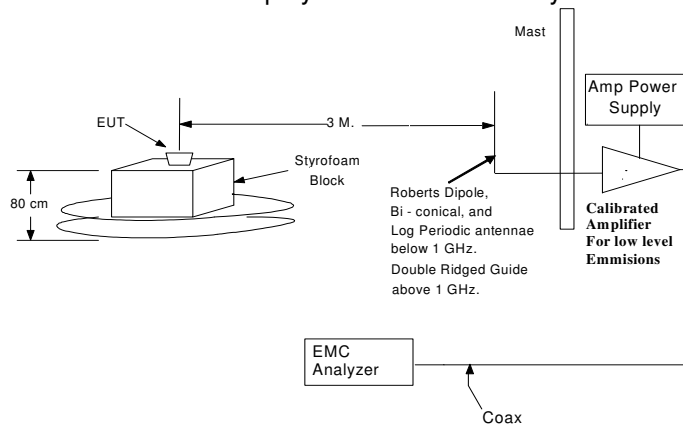 Mast
Amp Power
Supply
EUT
3 M.
Styrofoam
Block
80 cm
Roberts Dipole,
Bi - conical, and
Log Periodic antennae
below 1 GHz.
Double Ridged Guide
above 1 GHz.
Calibrated
Amplifier
For low level
Emmisions
EMC
Analyzer
Coax